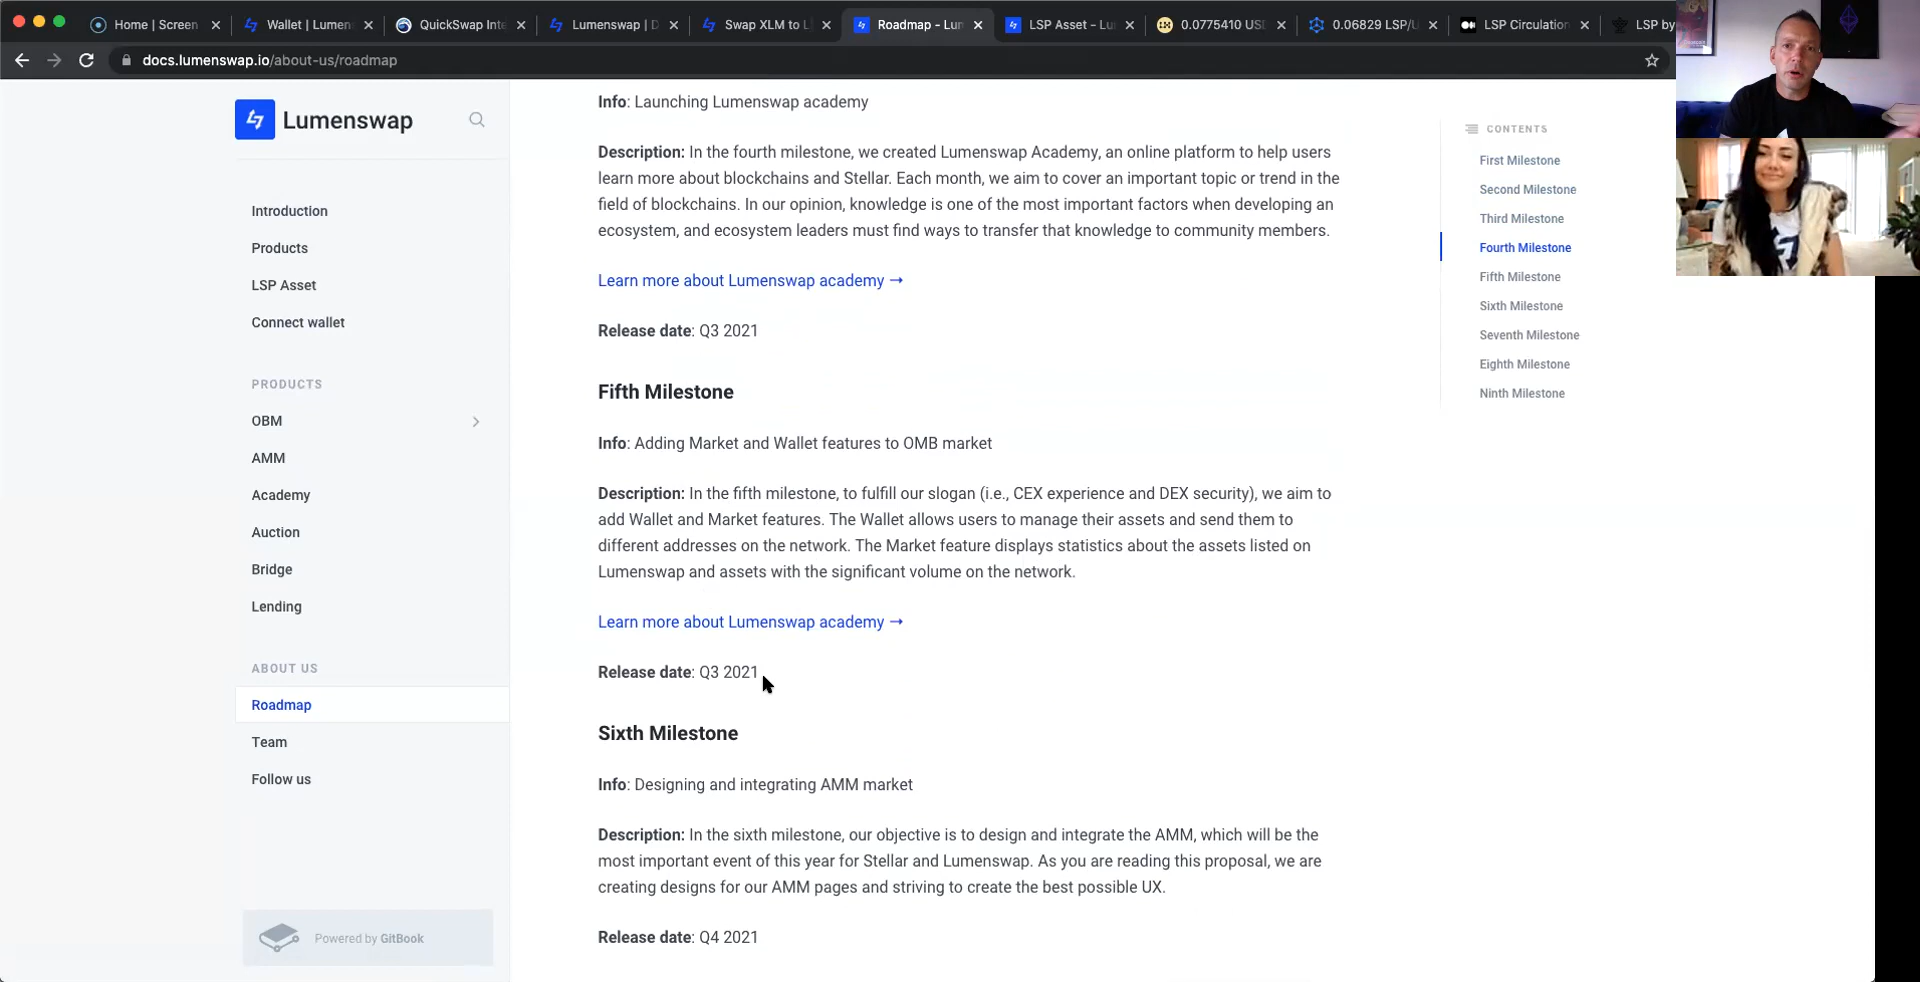 Home | Screen
Wallet | Lumen
QuickSwap Inte
Lumenswap | D
Swap XLM to L
Roadmap - Lum
LSP Asset - Lu
0.0775410 USD
0.06829 LSP/U
LSP Circulation
LSP by
docs.lumenswap.io/about-us/roadmap
Lumenswap
Introduction
Products
LSP Asset
Connect wallet
PRODUCTS
OBM
AMM
Academy
Auction
Bridge
Lending
ABOUT US
Roadmap
Team
Follow us
Powered by GitBook
Info: Launching Lumenswap academy
Description: In the fourth milestone, we created Lumenswap Academy, an online platform to help users
learn more about blockchains and Stellar. Each month, we aim to cover an important topic or trend in the
field of blockchains. In our opinion, knowledge is one of the most important factors when developing an
ecosystem, and ecosystem leaders must find ways to transfer that knowledge to community members.
Learn more about Lumenswap academy →
Release date: Q3 2021
Fifth Milestone
Info: Adding Market and Wallet features to OMB market
Description: In the fifth milestone, to fulfill our slogan (i.e., CEX experience and DEX security), we aim to
add Wallet and Market features. The Wallet allows users to manage their assets and send them to
different addresses on the network. The Market feature displays statistics about the assets listed on
Lumenswap and assets with the significant volume on the network.
Learn more about Lumenswap academy →
Release date: Q3 2021
Sixth Milestone
Info: Designing and integrating AMM market
Description: In the sixth milestone, our objective is to design and integrate the AMM, which will be the
most important event of this year for Stellar and Lumenswap. As you are reading this proposal, we are
creating designs for our AMM pages and striving to create the best possible UX.
Release date: Q4 2021
CONTENTS
First Milestone
Second Milestone
Third Milestone
Fourth Milestone
Fifth Milestone
Sixth Milestone
Seventh Milestone
Eighth Milestone
Ninth Milestone